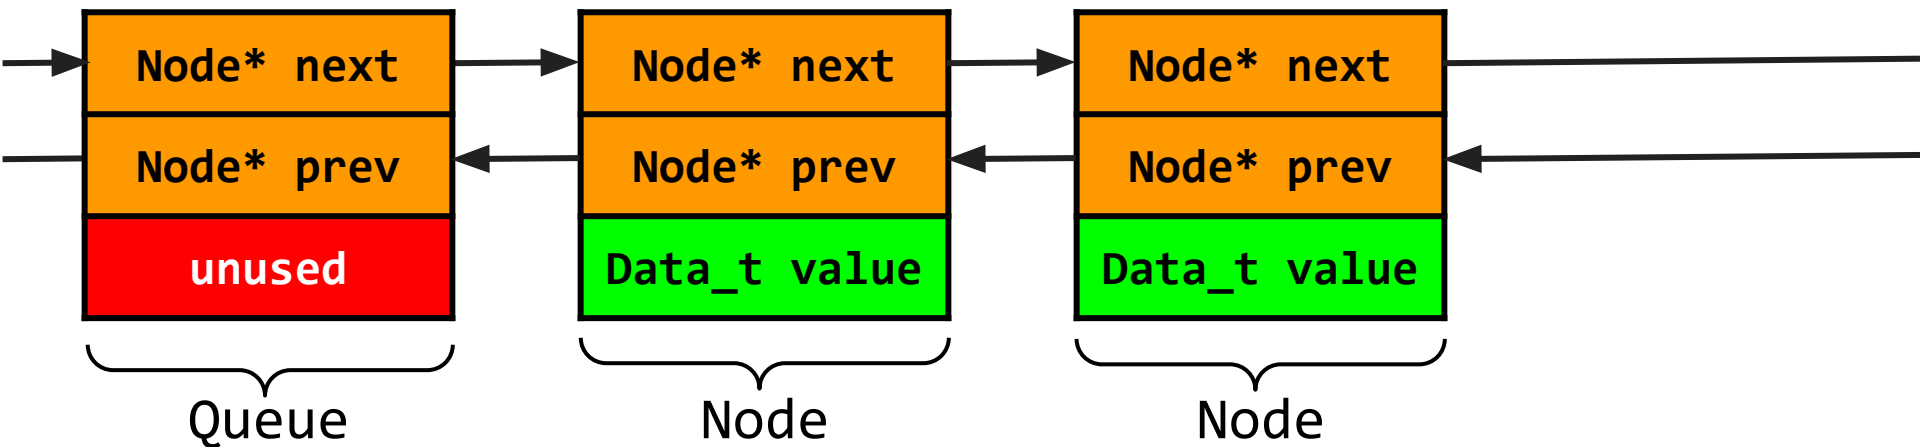 Node* next
Node* prev
unused
Queue
Node* next
Node* prev
Data_t value
Node
Node* next
Node* prev
Data_t value
Node